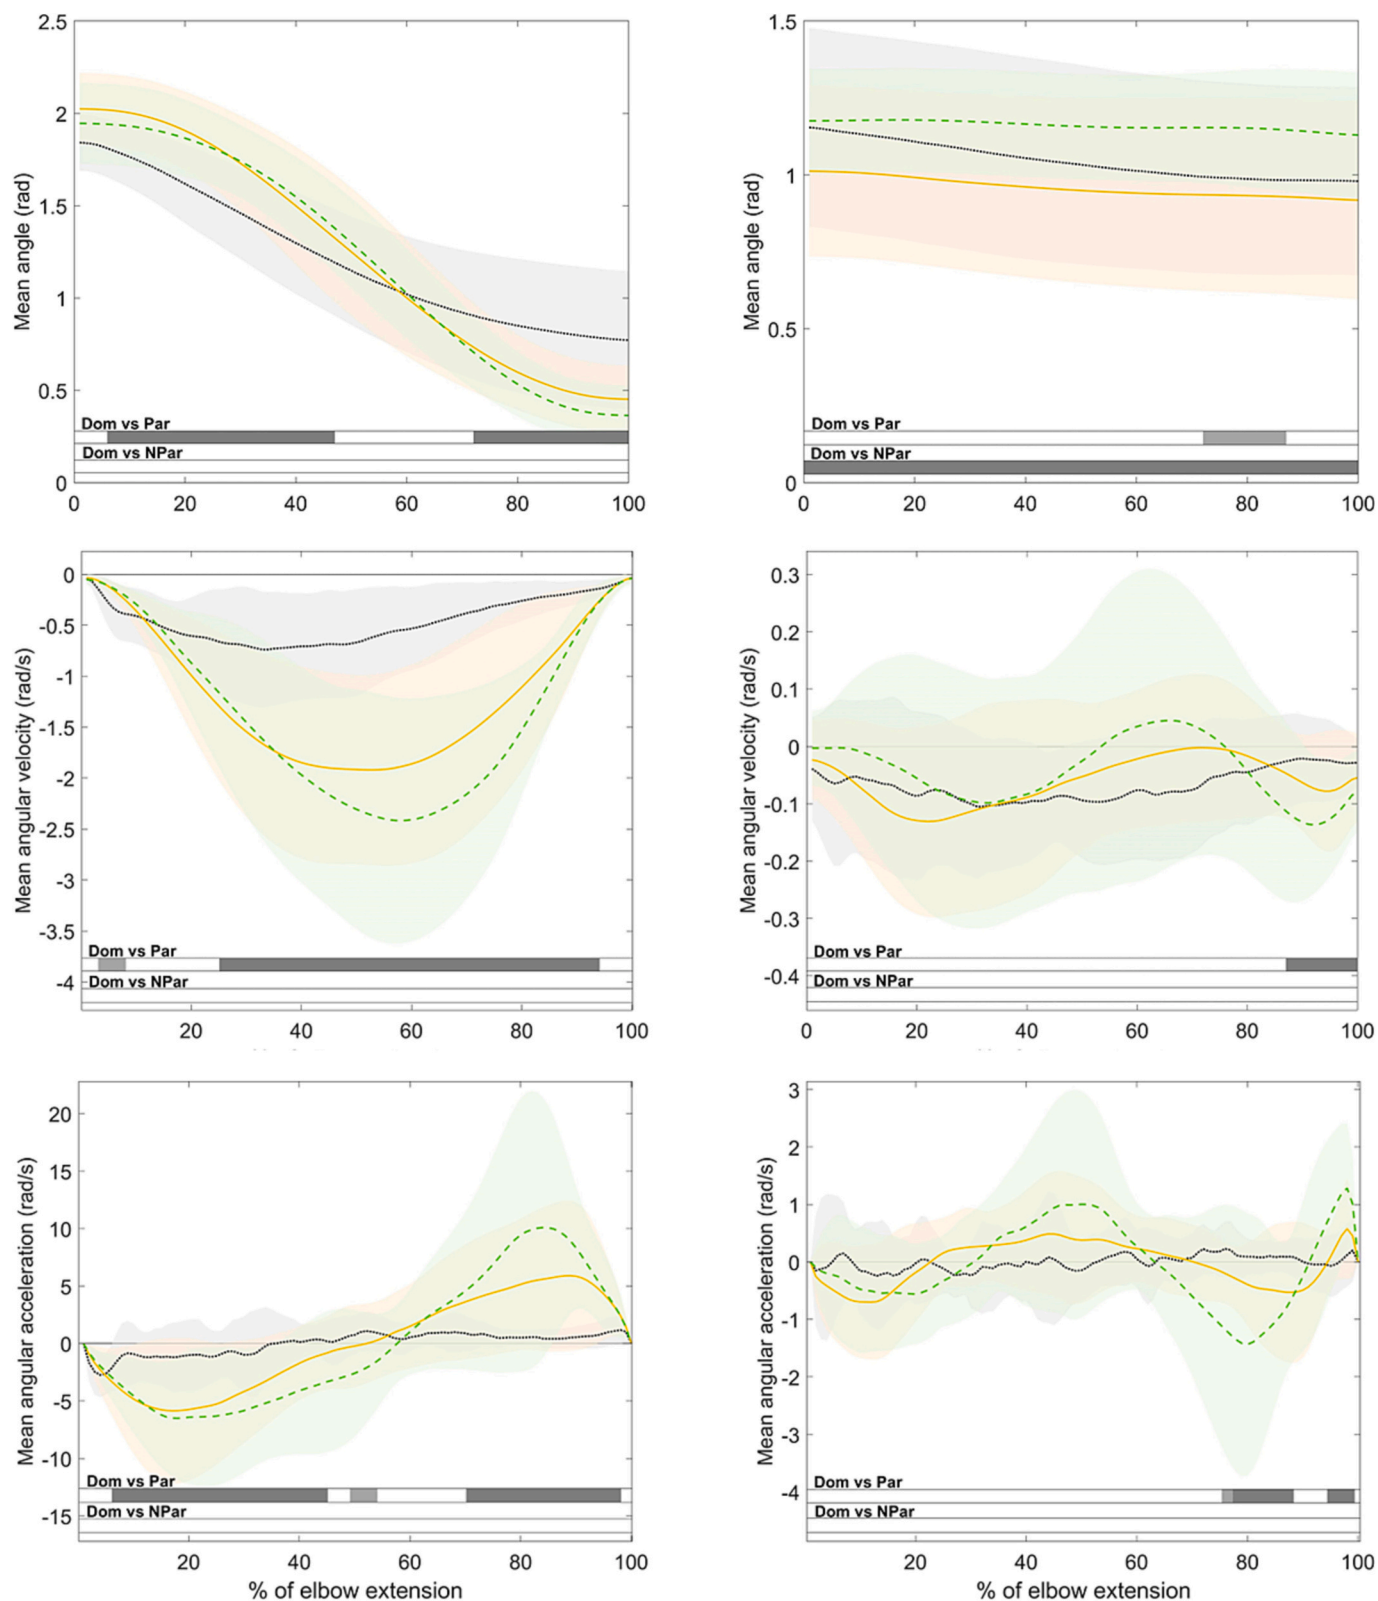 2.5
2
1.5
1
0.5
0
Mean angle (rad)
Dom vs Par
Dom vs NPar
0 20 40 60 80 100
1.5
1
0.5
0
Mean angle (rad)
Dom vs Par
Dom vs NPar
0 20 40 60 80 100
0
-0.5
-1
-1.5
-2
-2.5
-3
-3.5
-4
Mean angular velocity (rad/s)
Dom vs Par
Dom vs NPar
20 40 60 80 100
0.3
0.2
0.1
0
-0.1
-0.2
-0.3
-0.4
Mean angular velocity (rad/s)
Dom vs Par
Dom vs NPar
0 20 40 60 80 100
20
15
10
5
0
-5
-10
-15
Mean angular acceleration (rad/s)
Dom vs Par
Dom vs NPar
20 40 60 80 100
% of elbow extension
3
2
1
0
-1
-2
-3
-4
Mean angular acceleration (rad/s)
Dom vs Par
Dom vs NPar
20 40 60 80 100
% of elbow extension